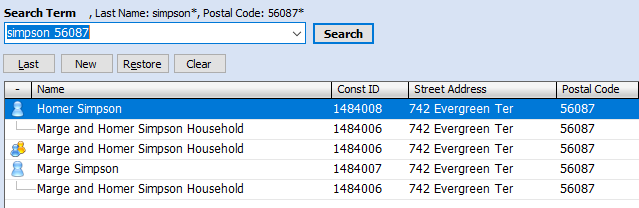 Search Term , Last Name: simpson*, Postal Code: 56087*
simpson 56087 Search
Last New Restore Clear
- Name Const ID Street Address Postal Code
Homer Simpson 1484008 742 Evergreen Ter 56087
Marge and Homer Simpson Household 1484006 742 Evergreen Ter 56087
Marge and Homer Simpson Household 1484006 742 Evergreen Ter 56087
Marge Simpson 1484007 742 Evergreen Ter 56087
Marge and Homer Simpson Household 1484006 742 Evergreen Ter 56087